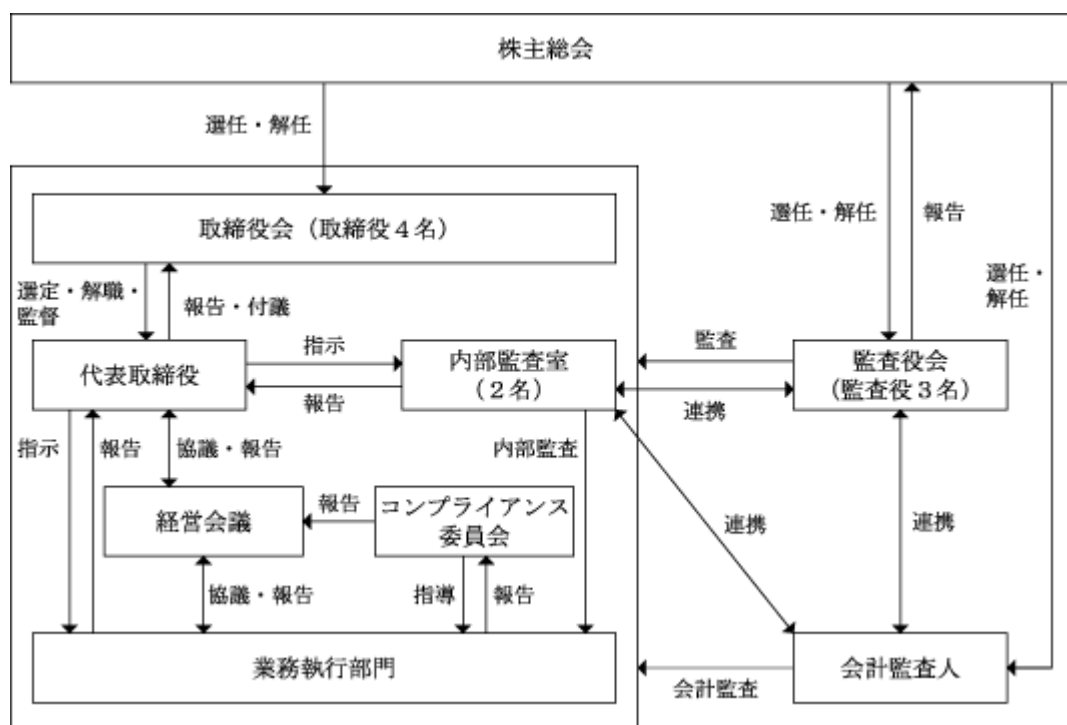 株主総会
選任・解任
取締役会（取締役４名）
選任・解任
報告
選任・
解任
選定・解職・
監督
報告・付議
指示
監査
代表取締役
内部監査室
（２名）
監査役会
（監査役３名）
報告
連携
指示
報告
協議・報告
内部監査
経営会議
報告
コンプライアンス
委員会
連携
連携
協議・報告
指導
報告
業務執行部門
会計監査
会計監査人